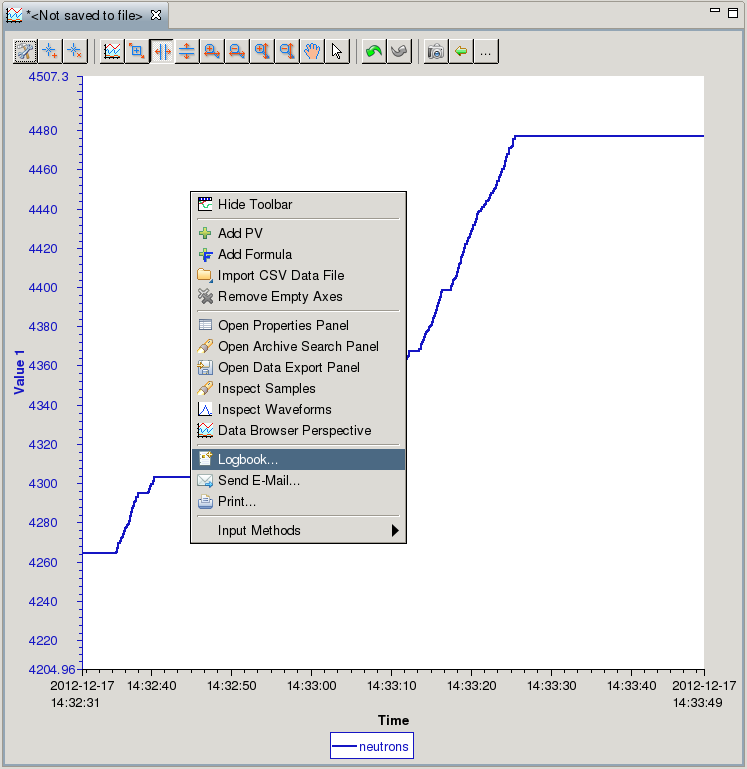 *<Not saved to file>
...
4507.3
4480
4460
4440
4420
4400
4380
4360
4340
4320
4300
4280
4260
4240
4220
4204.96
Value 1
Hide Toolbar
Add PV
Add Formula
Import CSV Data File
Remove Empty Axes
Open Properties Panel
Open Archive Search Panel
Open Data Export Panel
Inspect Samples
Inspect Waveforms
Data Browser Perspective
Logbook...
Send E-Mail...
Print...
Input Methods
2012-12-17 14:32:40 14:32:50 14:33:00 14:33:10 14:33:20 14:33:30 14:33:40 2012-12-17
14:32:31 14:33:49
Time
neutrons